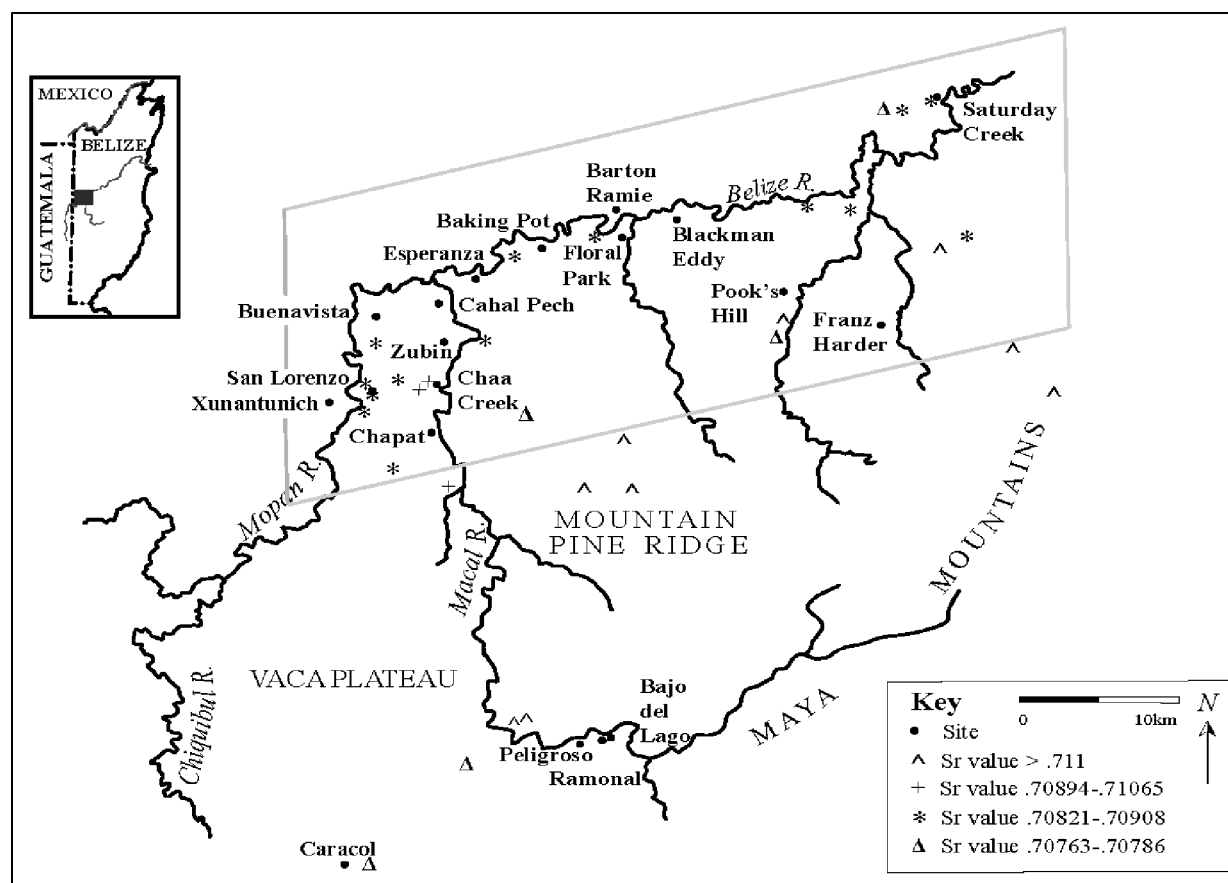 MEXICO
BELIZE
GUATEMALA
Saturday
Creek
Barton
Ramie
Belize R.
Baking Pot
Blackman
Eddy
Esperanza
Floral
Park
Pook's
Hill
Buenavista
Cahal Pech
Franz
Harder
Zubin
San Lorenzo
Chaa
Creek
Xunantunich
Chapat
Mopan R.
MOUNTAIN
PINE RIDGE
Macal R.
MAYA MOUNTAINS
VACA PLATEAU
Chiquibul R.
Bajo
del
Lago
Peligroso
Ramonal
Caracol
Key
0 10km
N
• Site
^ Sr value > .711
+ Sr value .70894-.71065
* Sr value .70821-.70908
Δ Sr value .70763-.70786